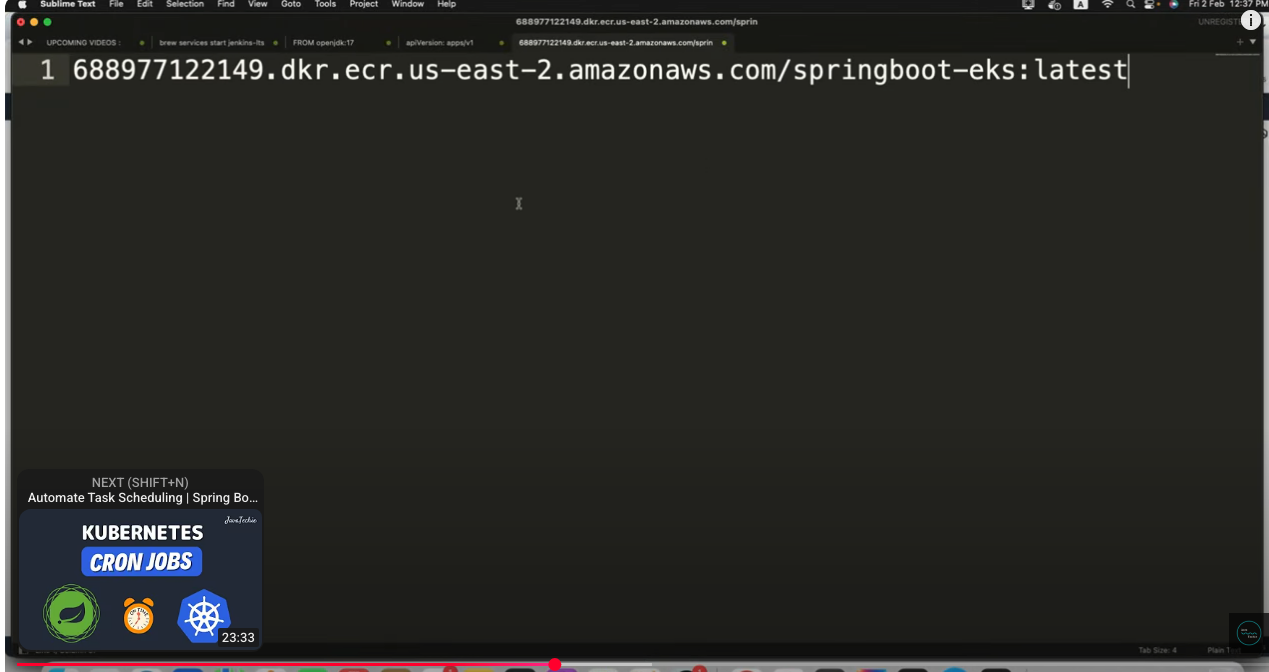 Sublime Text File Edit Selection Find View Goto Tools Project Window Help Fri 2 Feb 12:37 PM
688977122149.dkr.ecr.us-east-2.amazonaws.com/sprin
UPCOMING VIDEOS : brew services start jenkins-lts FROM openjdk:17 apiVersion: apps/v1 688977122149.dkr.ecr.us-east-2.amazonaws.com/sprin
1 688977122149.dkr.ecr.us-east-2.amazonaws.com/springboot-eks:latest
NEXT (SHIFT+N)
Automate Task Scheduling | Spring Bo...
JavaTechie
KUBERNETES
CRON JOBS
23:33
Tab Size: 4